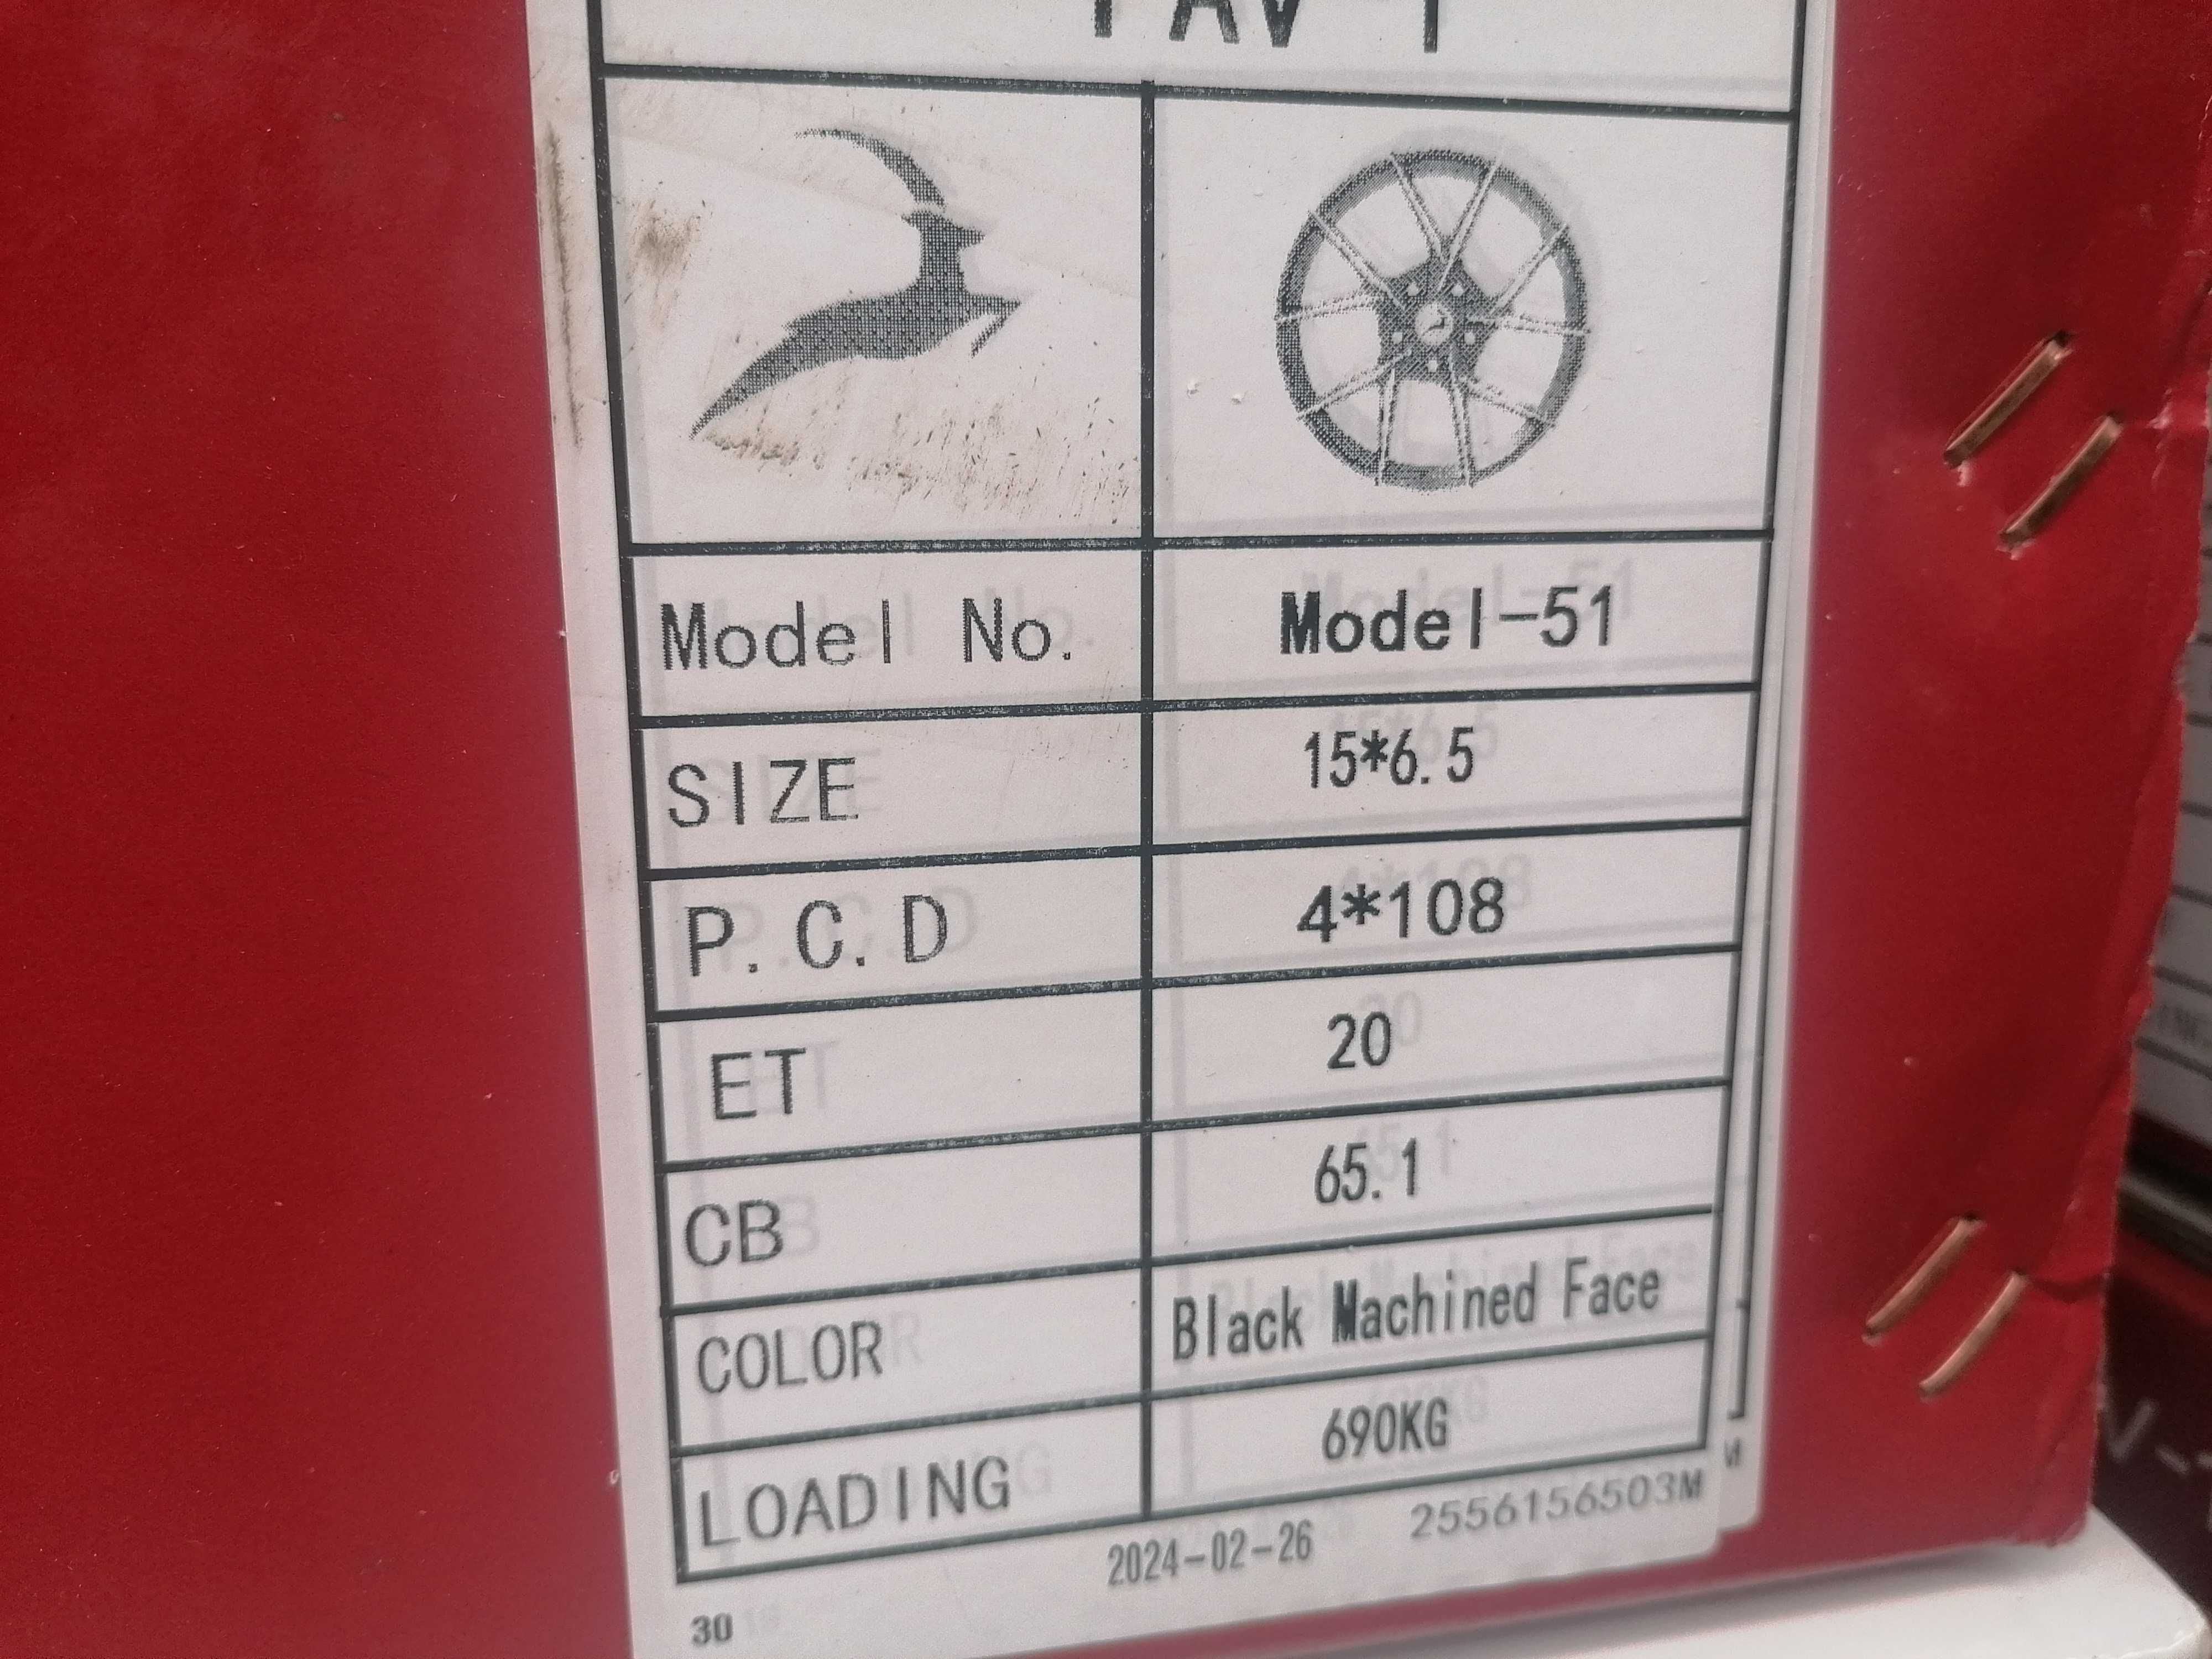 Model No. Model-51
SIZE 15*6.5
P.C.D 4*108
ET 20
CB 65.1
COLOR Black Machined Face
LOADING 690KG
2024-02-26 2556156503M
30